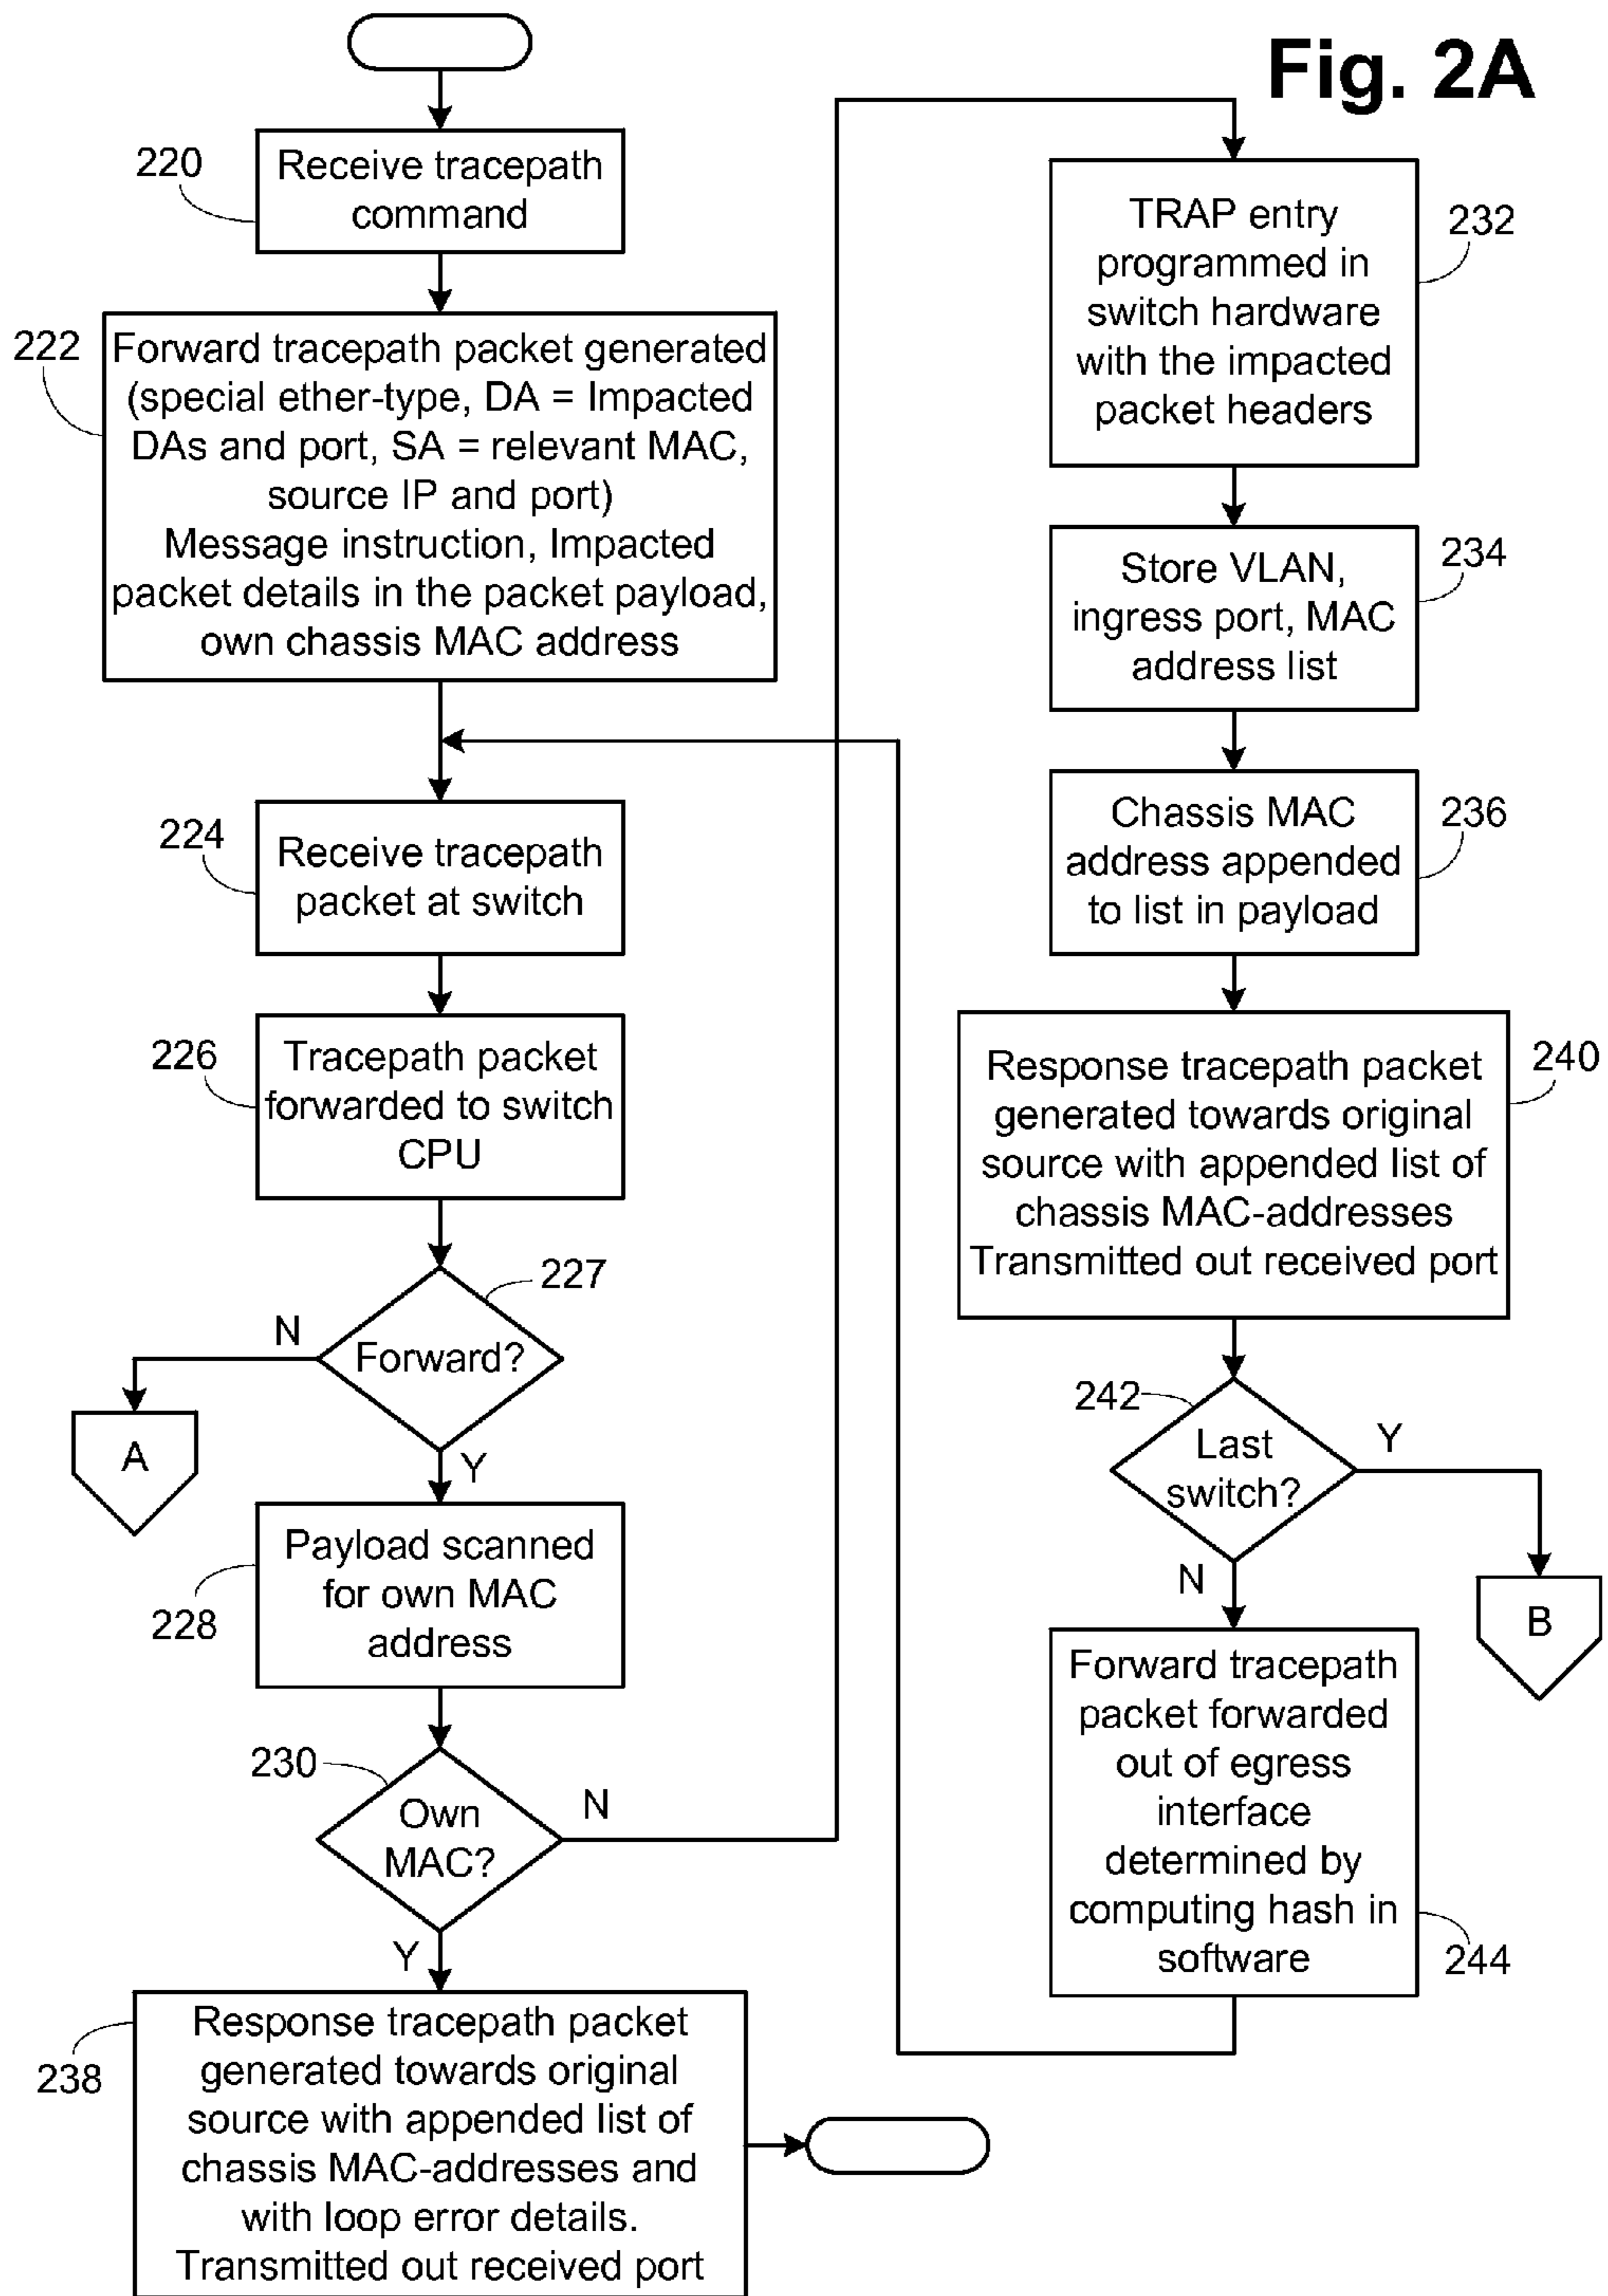 Fig. 2A
220
Receive tracepath
command
222
Forward tracepath packet generated
(special ether-type, DA = Impacted
DAs and port, SA = relevant MAC,
source IP and port)
Message instruction, Impacted
packet details in the packet payload,
own chassis MAC address
224
Receive tracepath
packet at switch
226
Tracepath packet
forwarded to switch
CPU
227
Forward?
N
A
Y
228
Payload scanned
for own MAC
address
230
Own
MAC?
N
Y
238
Response tracepath packet
generated towards original
source with appended list of
chassis MAC-addresses and
with loop error details.
Transmitted out received port
232
TRAP entry
programmed in
switch hardware
with the impacted
packet headers
234
Store VLAN,
ingress port, MAC
address list
236
Chassis MAC
address appended
to list in payload
240
Response tracepath packet
generated towards original
source with appended list of
chassis MAC-addresses
Transmitted out received port
242
Last
switch?
Y
B
N
Forward tracepath
packet forwarded
out of egress
interface
determined by
computing hash in
software
244